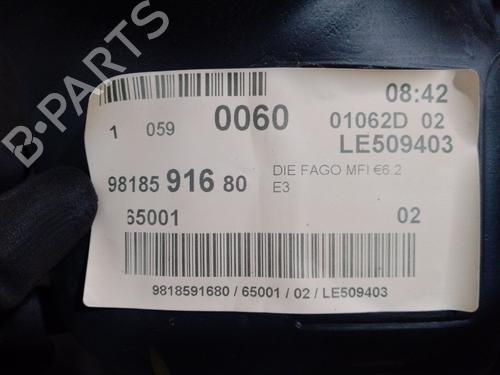 B-PARTS
08:42
1 059 0060 01062D 02
LE509403
98185 916 80 DIE FAGO MFI €6.2
E3
65001 02
9818591680 / 65001 / 02 / LE509403